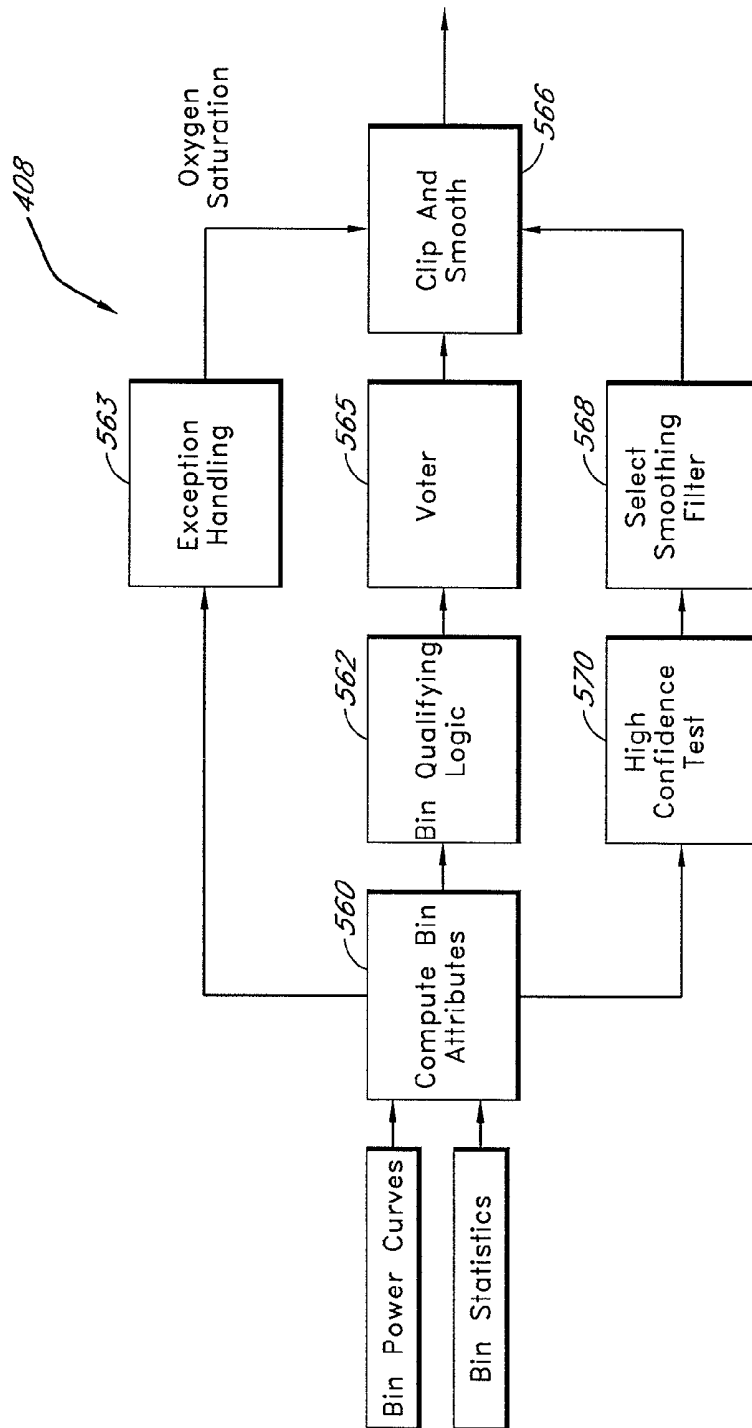 408
563
Exception
Handling
Oxygen
Saturation
Bin Power Curves
Bin Statistics
560
Compute Bin
Attributes
562
Bin Qualifying
Logic
565
Voter
566
Clip And
Smooth
570
High
Confidence
Test
568
Select
Smoothing
Filter